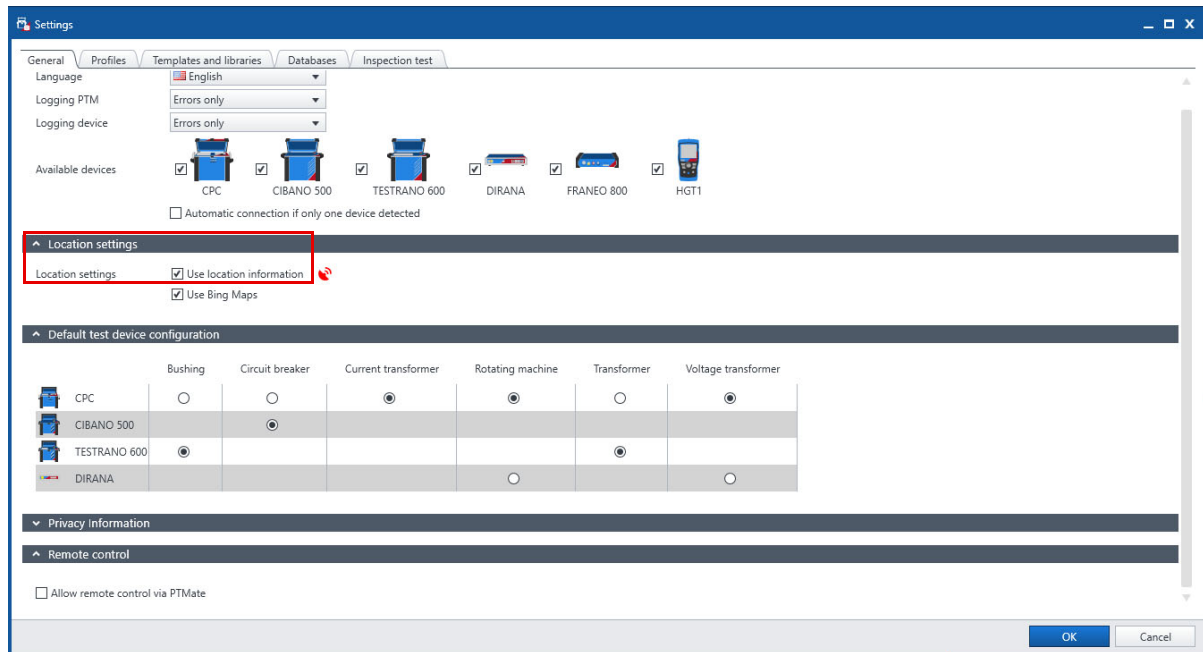 Settings
General Profiles Templates and libraries Databases Inspection test
Language English
Logging PTM Errors only
Logging device Errors only
Available devices
CPC CIBANO 500 TESTRANO 600 DIRANA FRANEO 800 HGT1
Automatic connection if only one device detected
Location settings
Location settings Use location information
Use Bing Maps
Default test device configuration
Bushing Circuit breaker Current transformer Rotating machine Transformer Voltage transformer
CPC
CIBANO 500
TESTRANO 600
DIRANA
Privacy Information
Remote control
Allow remote control via PTMate
OK Cancel